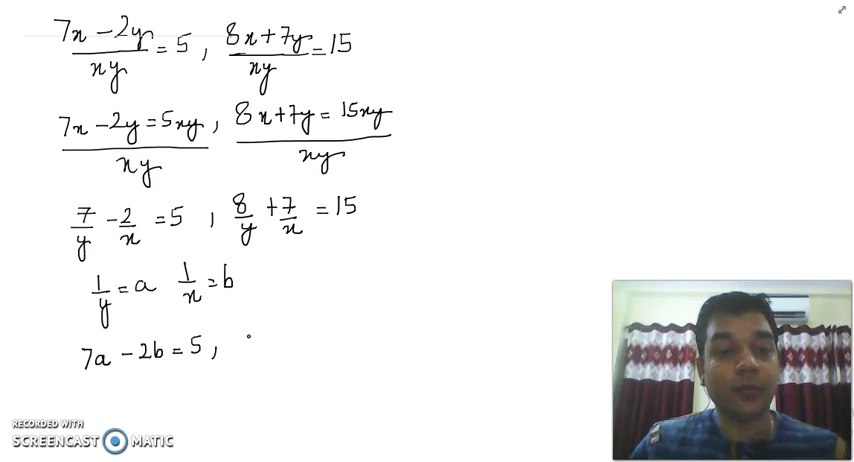 7x - 2y / xy = 5 , 8x + 7y / xy = 15
7x - 2y = 5xy / xy , 8x + 7y = 15xy / xy
7/y - 2/x = 5 , 8/y + 7/x = 15
1/y = a 1/x = b
7a - 2b = 5 ,
RECORDED WITH
SCREENCAST MATIC